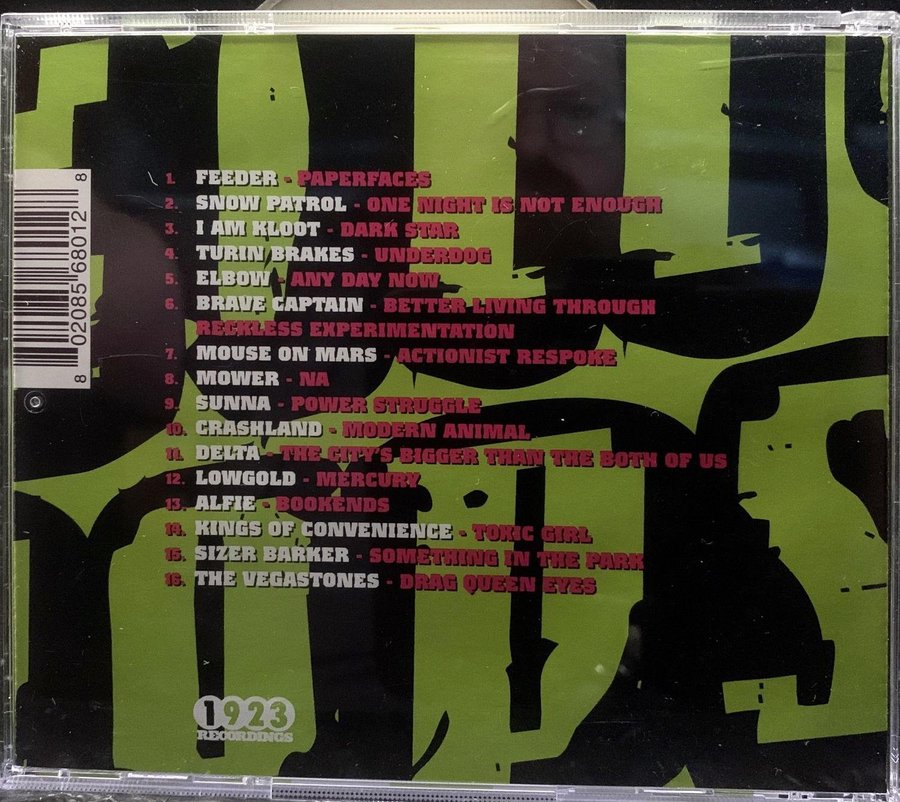 1. FEEDER - PAPERFACES
2. SNOW PATROL - ONE NIGHT IS NOT ENOUGH
3. I AM KLOOT - DARK STAR
4. TURIN BRAKES - UNDERDOG
5. ELBOW - ANY DAY NOW
6. BRAVE CAPTAIN - BETTER LIVING THROUGH
RECKLESS EXPERIMENTATION
7. MOUSE ON MARS - ACTIONIST RESPOKE
8. MOWER - NA
9. SUNNA - POWER STRUGGLE
10. CRASHLAND - MODERN ANIMAL
11. DELTA - THE CITY'S BIGGER THAN THE BOTH OF US
12. LOWGOLD - MERCURY
13. ALFIE - BOOKENDS
14. KINGS OF CONVENIENCE - TOXIC GIRL
15. SIZER BARKER - SOMETHING IN THE PARK
16. THE VEGASTONES - DRAG QUEEN EYES
8 02085 68012 8
1923
RECORDINGS